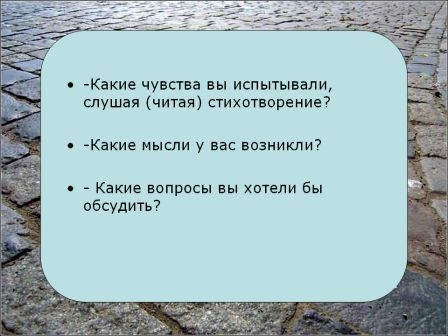 • -Какие чувства вы испытывали,
слушая (читая) стихотворение?
• -Какие мысли у вас возникли?
• - Какие вопросы вы хотели бы
обсудить?